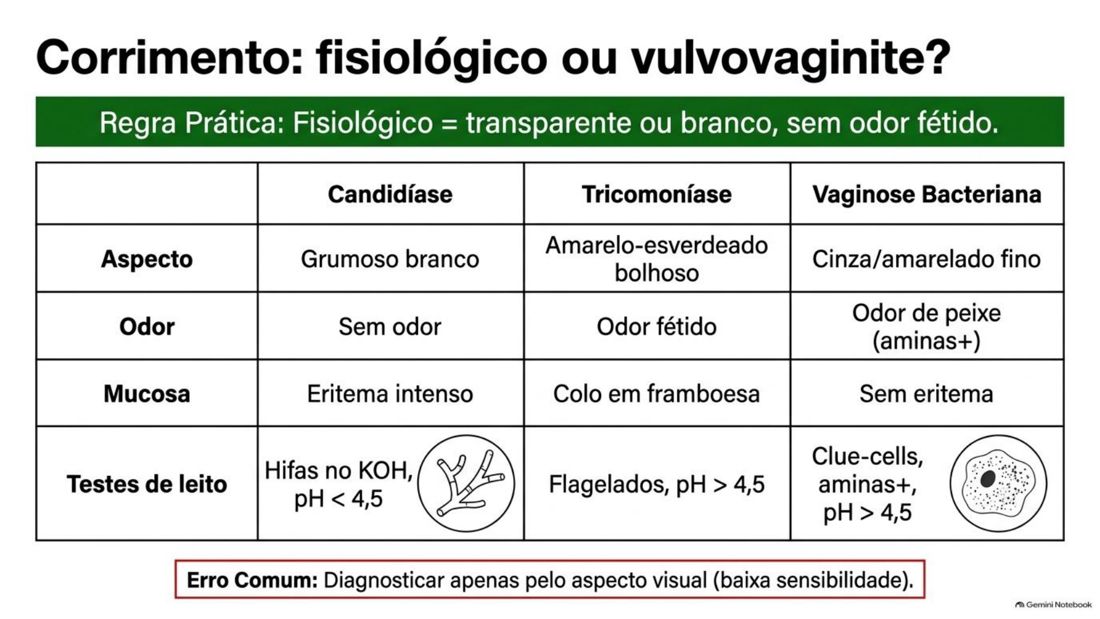 Corrimento: fisiológico ou vulvovaginite?
Regra Prática: Fisiológico = transparente ou branco, sem odor fétido.
Candidíase
Tricomoníase
Vaginose Bacteriana
Aspecto
Grumoso branco
Amarelo-esverdeado
bolhoso
Cinza/amarelado fino
Odor
Sem odor
Odor fétido
Odor de peixe
(aminas+)
Mucosa
Eritema intenso
Colo em framboesa
Sem eritema
Testes de leito
Hifas no KOH,
pH < 4,5
Flagelados, pH > 4,5
Clue-cells,
aminas+,
pH > 4,5
Erro Comum: Diagnosticar apenas pelo aspecto visual (baixa sensibilidade).
Gemini Notebook